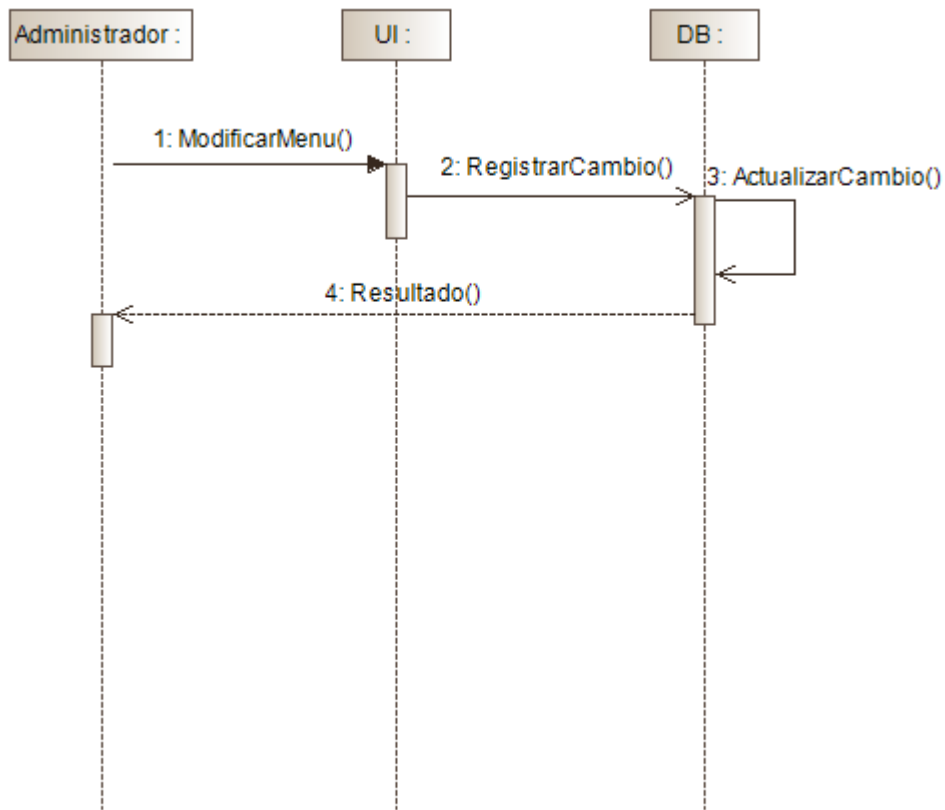 Administrador :
UI :
DB :
1: ModificarMenu()
2: RegistrarCambio()
3: ActualizarCambio()
4: Resultado()